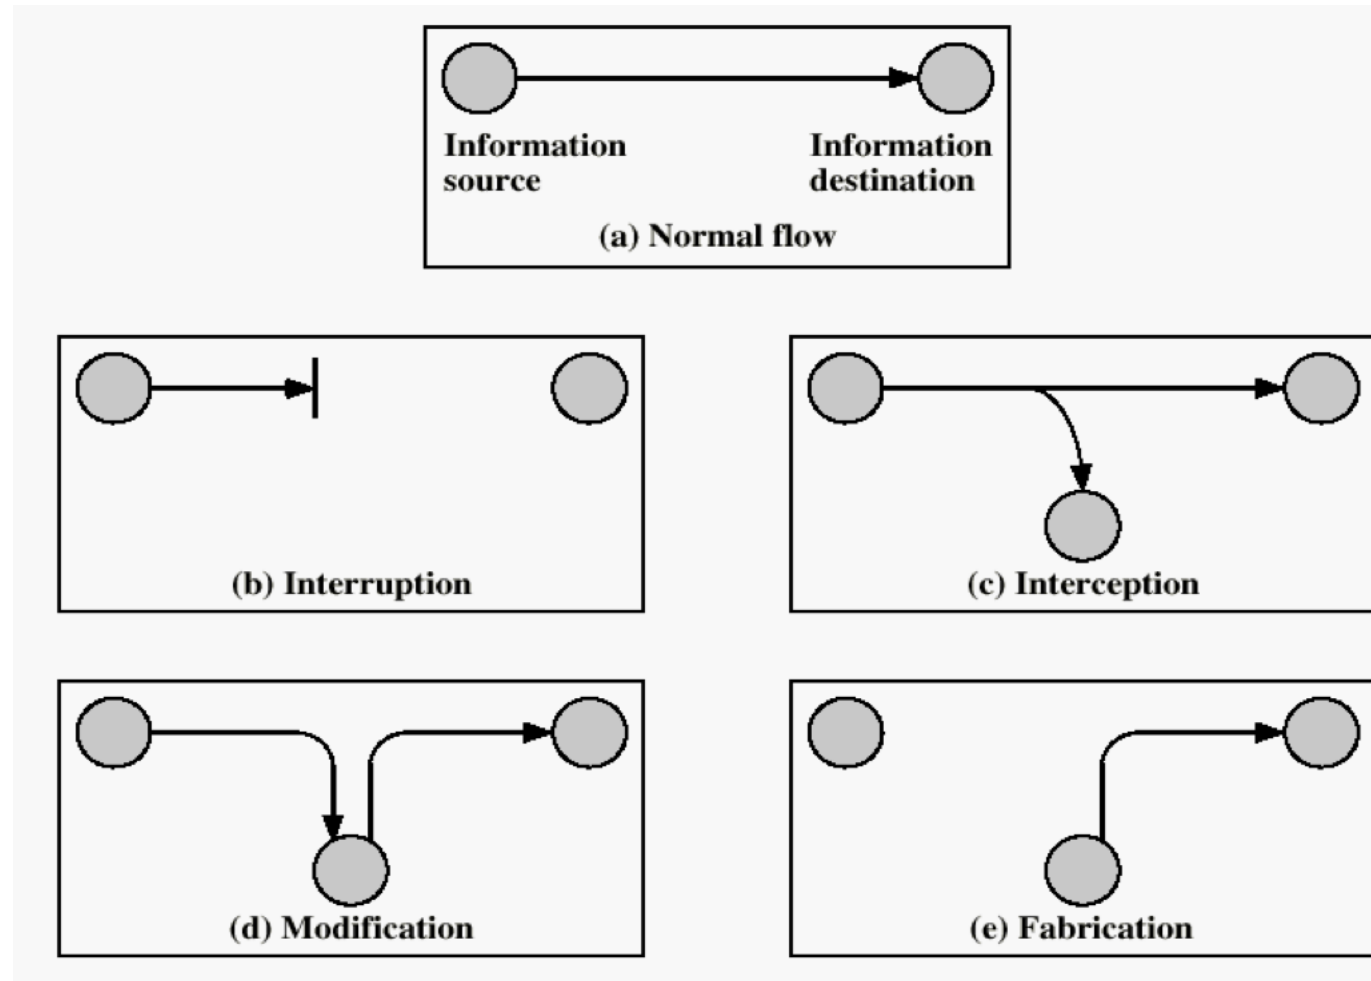 Information
source
Information
destination
(a) Normal flow
(b) Interruption
(c) Interception
(d) Modification
(e) Fabrication